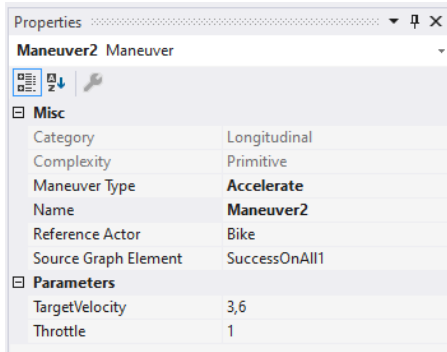 Properties
Maneuver2 Maneuver
Misc
Category Longitudinal
Complexity Primitive
Maneuver Type Accelerate
Name Maneuver2
Reference Actor Bike
Source Graph Element SuccessOnAll1
Parameters
TargetVelocity 3,6
Throttle 1